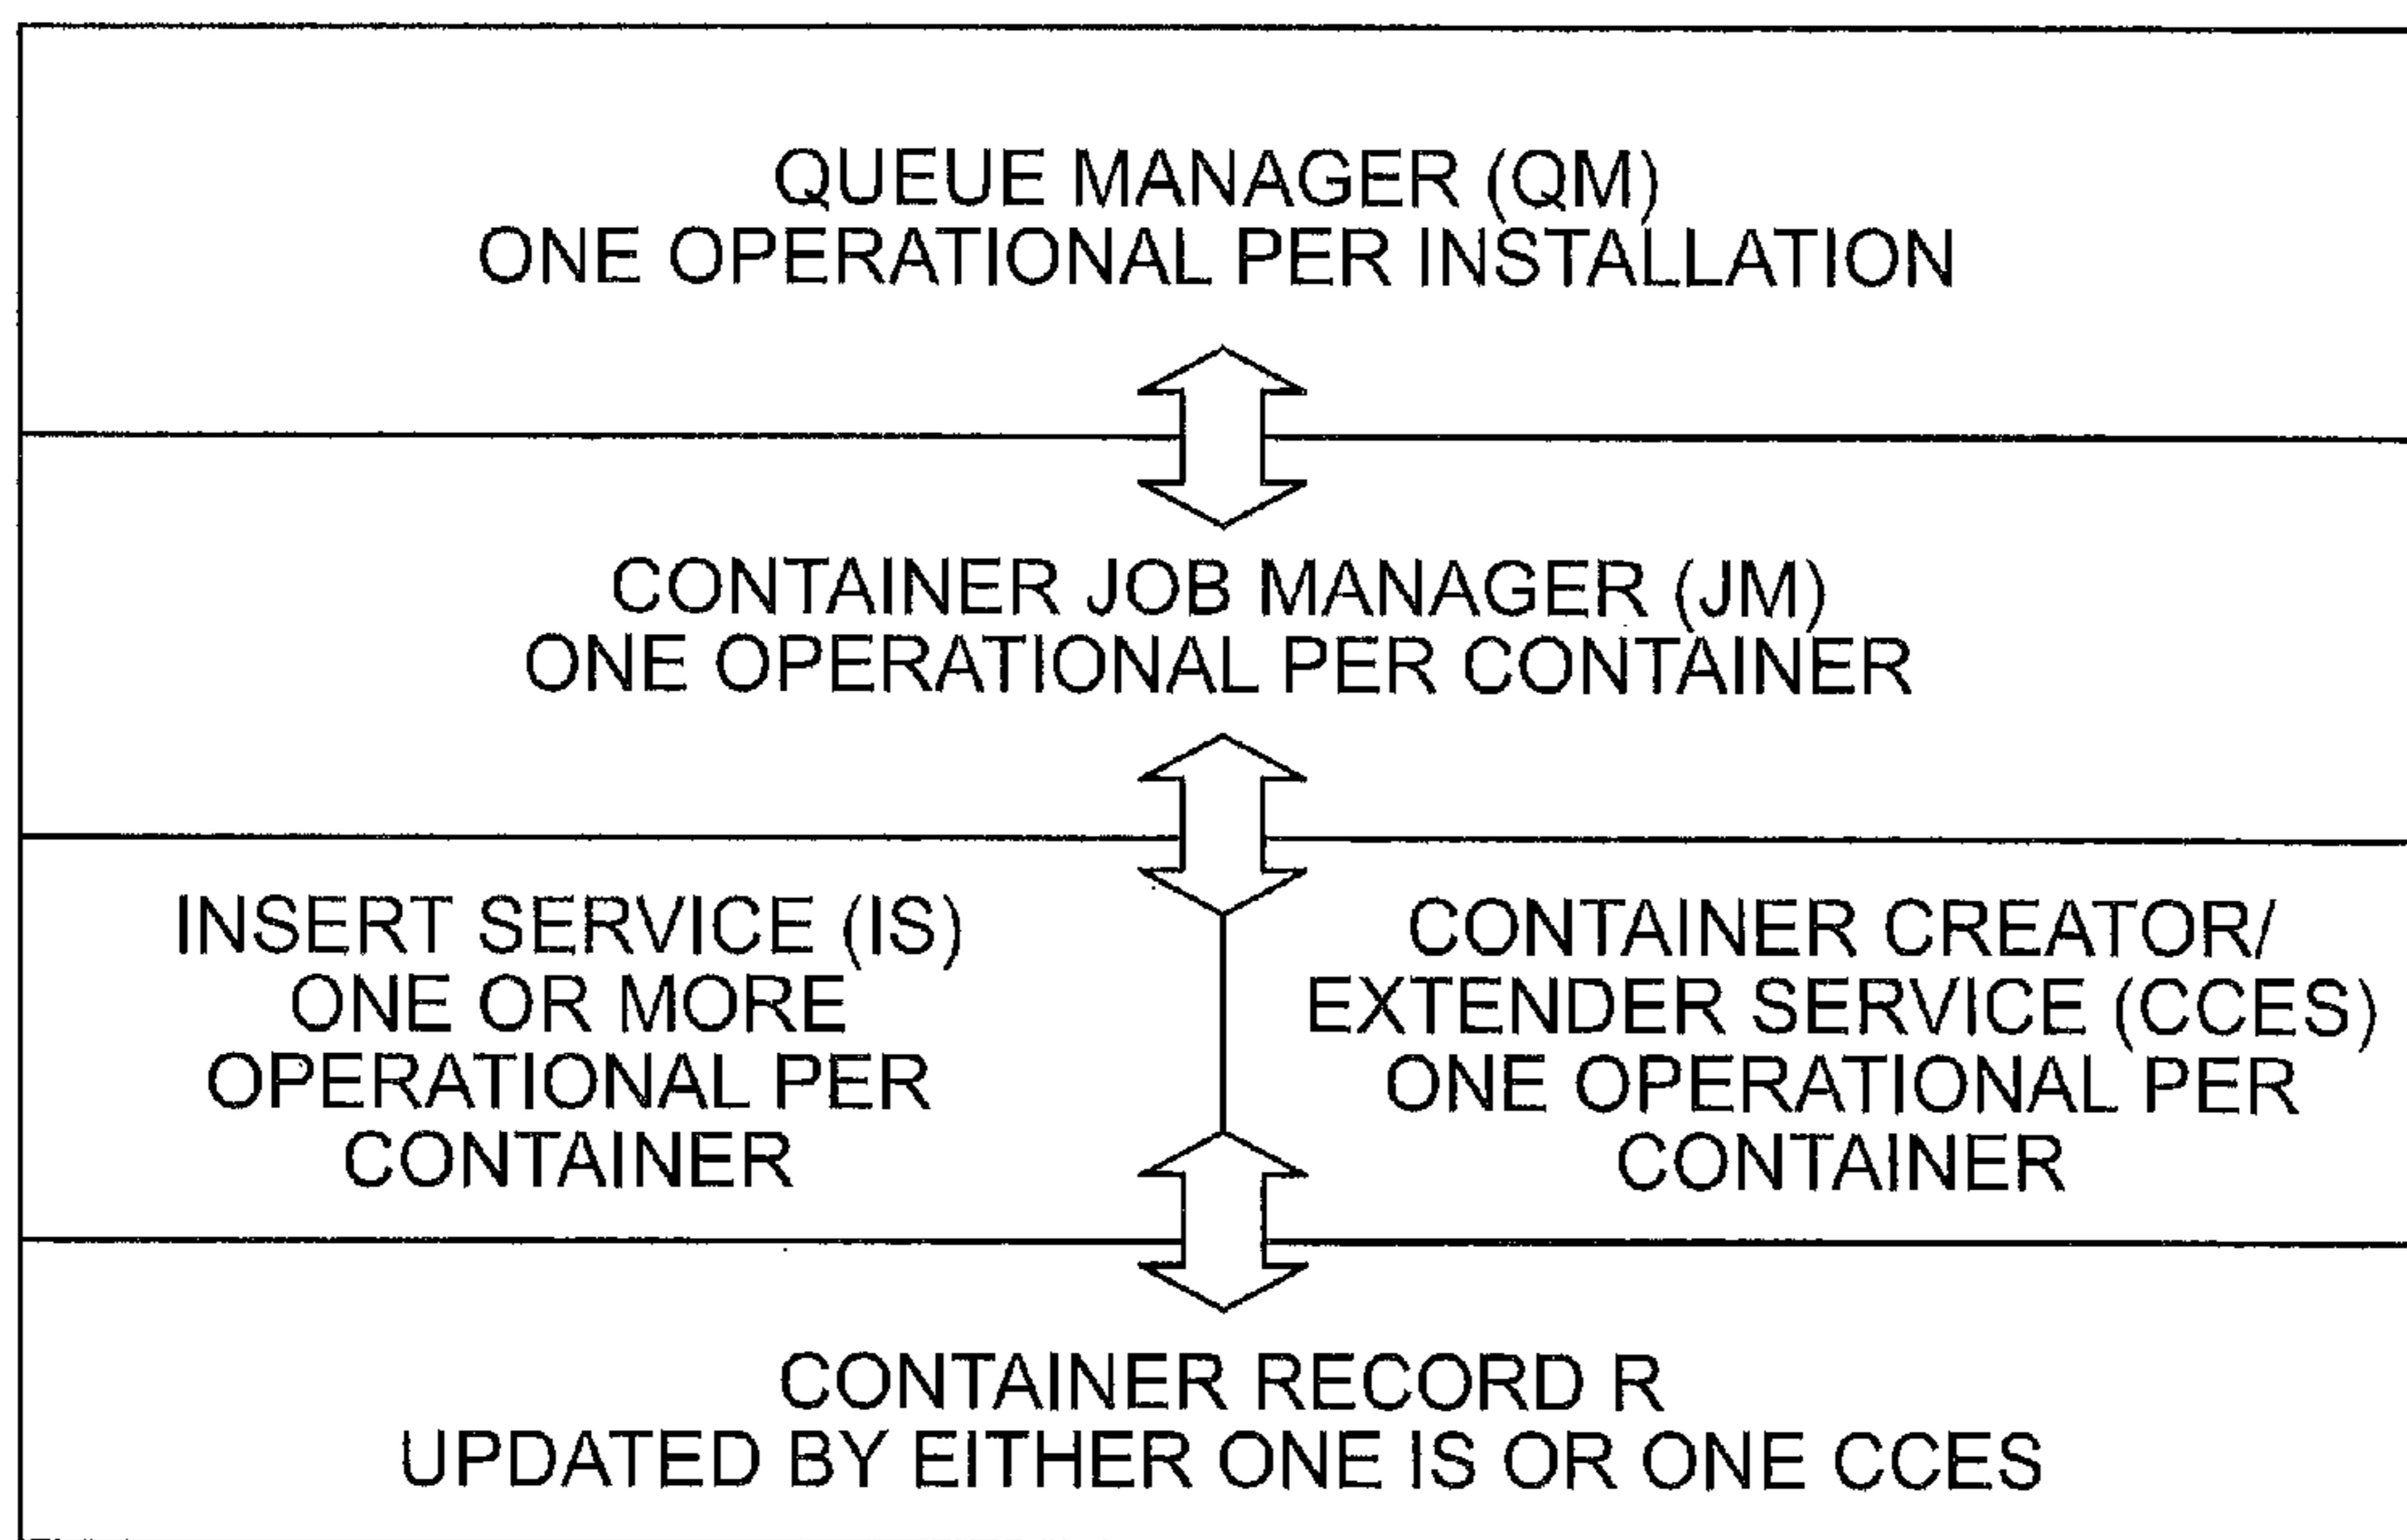 QUEUE MANAGER (QM)
ONE OPERATIONAL PER INSTALLATION
CONTAINER JOB MANAGER (JM)
ONE OPERATIONAL PER CONTAINER
INSERT SERVICE (IS)
ONE OR MORE
OPERATIONAL PER
CONTAINER
CONTAINER CREATOR/
EXTENDER SERVICE (CCES)
ONE OPERATIONAL PER
CONTAINER
CONTAINER RECORD R
UPDATED BY EITHER ONE IS OR ONE CCES